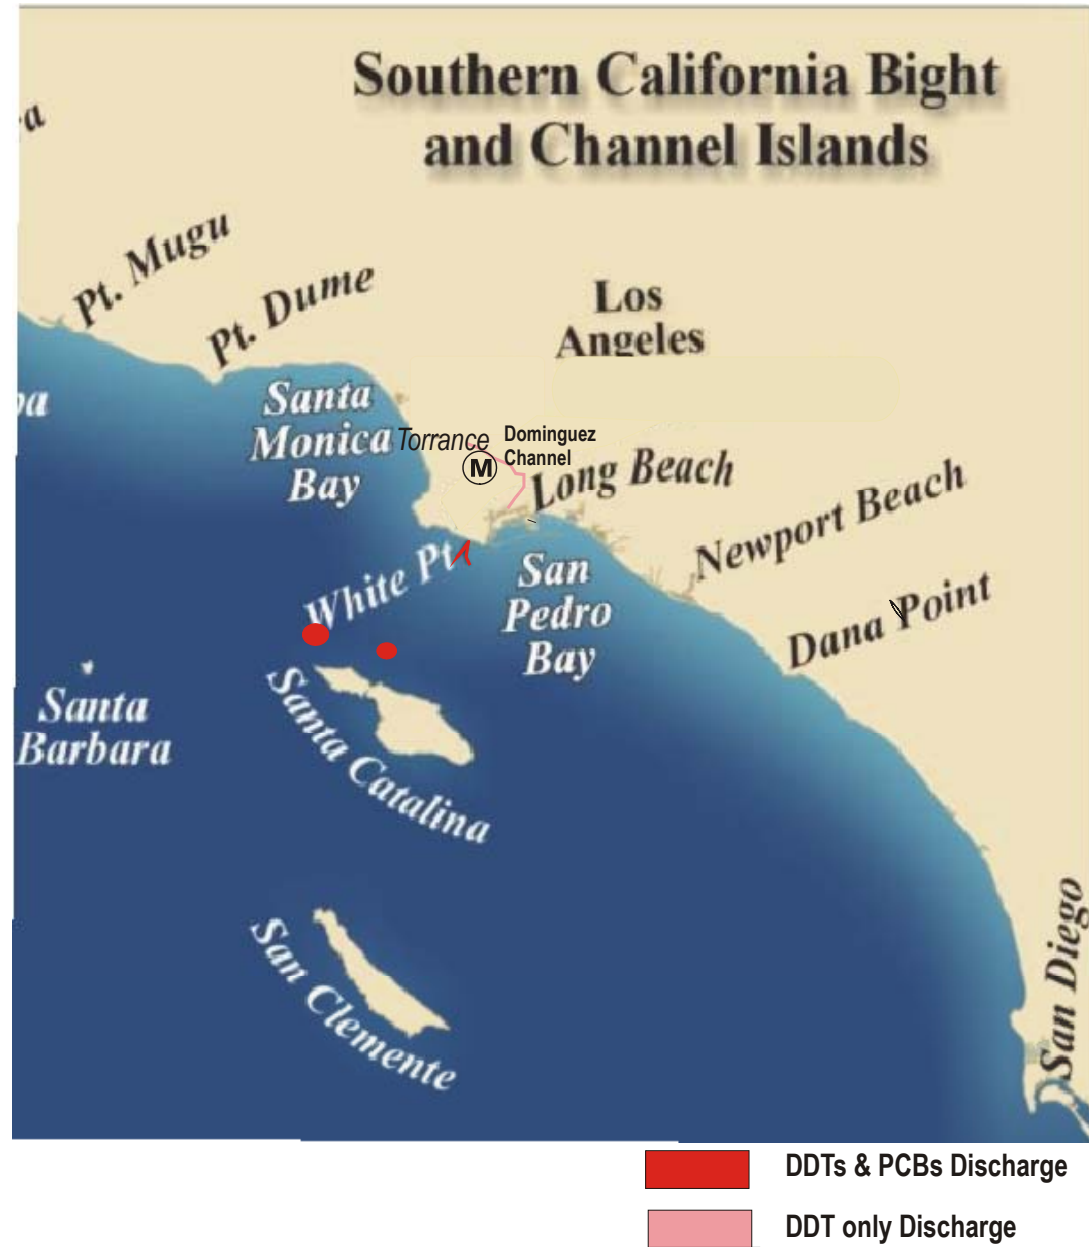 Southern California Bight
and Channel Islands
Pt. Mugu
Pt. Dume
Los
Angeles
Santa
Monica
Bay
Torrance
Dominguez
Channel
M
Long Beach
Newport Beach
White Pt
San
Pedro
Bay
Dana Point
Santa
Barbara
Santa Catalina
San Clemente
San Diego
DDTs & PCBs Discharge
DDT only Discharge